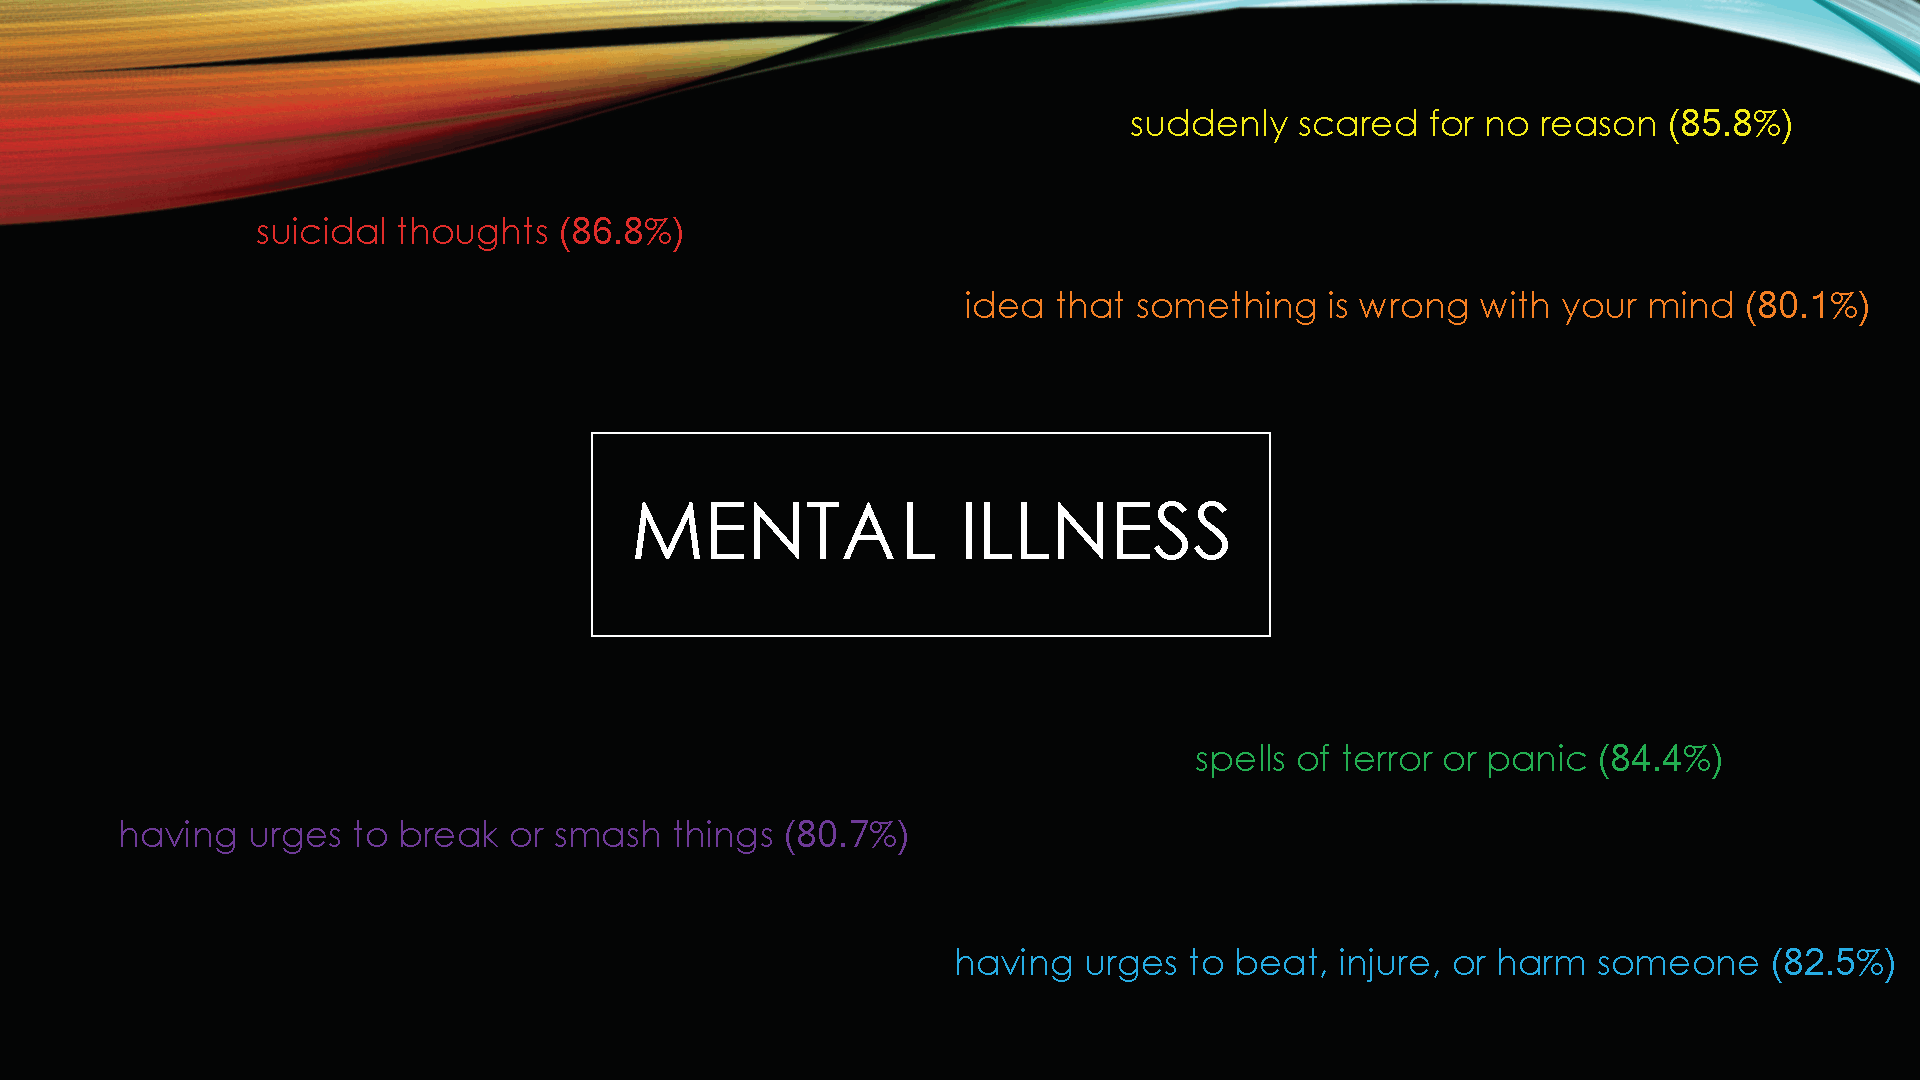 suddenly scared for no reason (85.8%)
suicidal thoughts (86.8%)
idea that something is wrong with your mind (80.1%)
MENTAL ILLNESS
spells of terror or panic (84.4%)
having urges to break or smash things (80.7%)
having urges to beat, injure, or harm someone (82.5%)